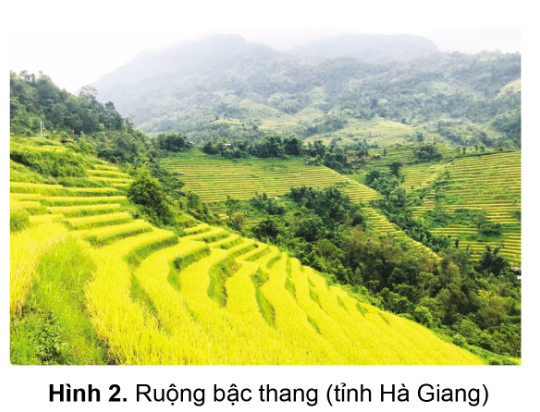 Hình 2. Ruộng bậc thang (tỉnh Hà Giang)